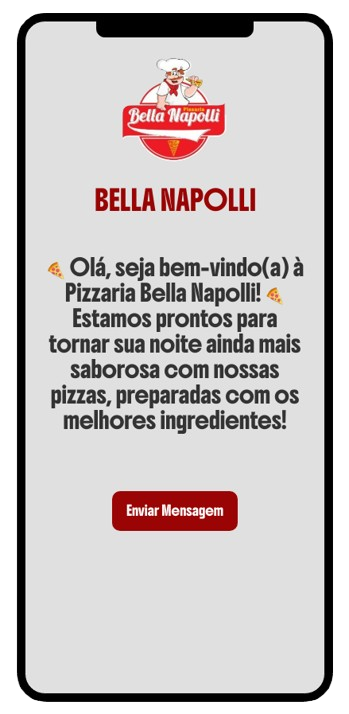 Pizzaria
Bella Napolli
BELLA NAPOLLI
🍕 Olá, seja bem-vindo(a) à
Pizzaria Bella Napolli! 🍕
Estamos prontos para
tornar sua noite ainda mais
saborosa com nossas
pizzas, preparadas com os
melhores ingredientes!
Enviar Mensagem